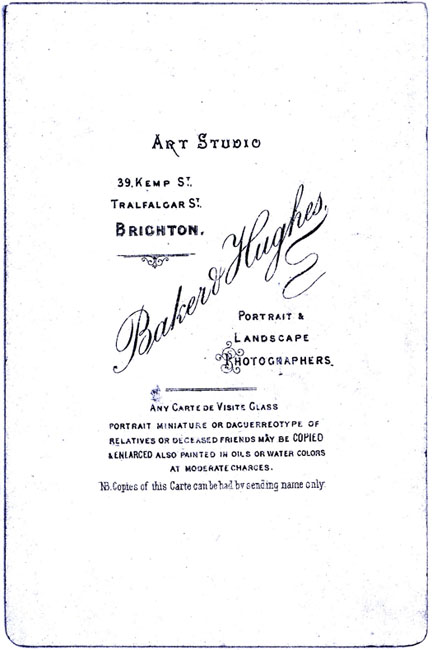 ART STUDIO
39. KEMP ST.
TRALFALGAR ST.
BRIGHTON.
Baker & Hughes,
PORTRAIT &
LANDSCAPE
PHOTOGRAPHERS.
ANY CARTE DE VISITE GLASS
PORTRAIT MINIATURE OR DAGUERREOTYPE OF
RELATIVES OR DECEASED FRIENDS MAY BE COPIED
& ENLARGED ALSO PAINTED IN OILS OR WATER COLORS
AT MODERATE CHARGES.
NB. Copies of this Carte can be had by sending name only.